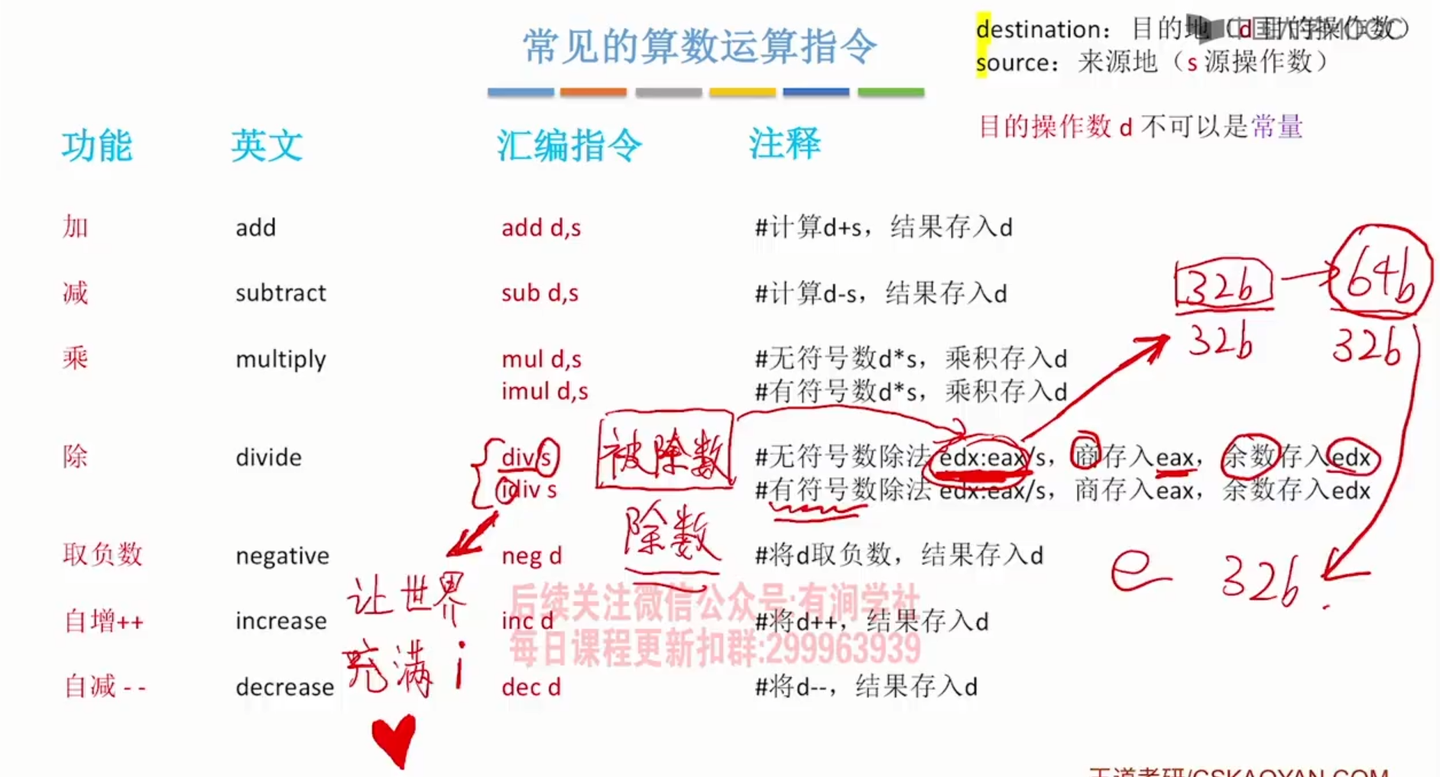 常见的算数运算指令
destination：目的地（d 目的操作数）
source：来源地（s 源操作数）
目的操作数 d 不可以是常量
功能 英文 汇编指令 注释
加 add add d,s #计算d+s，结果存入d
减 subtract sub d,s #计算d-s，结果存入d
32b 64b
32b 32b
乘 multiply mul d,s #无符号数d*s，乘积存入d
imul d,s #有符号数d*s，乘积存入d
除 divide div s 被除数 #无符号数除法 edx:eax/s，商存入eax，余数存入edx
idiv s #有符号数除法 edx:eax/s，商存入eax，余数存入edx
除数
取负数 negative neg d #将d取负数，结果存入d
e 32b
让世界
后续关注微信公众号:有涧学社
自增++ increase inc d #将d++，结果存入d
每日课程更新扣群:299963939
充满 i
自减 - - decrease dec d #将d--，结果存入d
王道考研/CSKAOYAN.COM